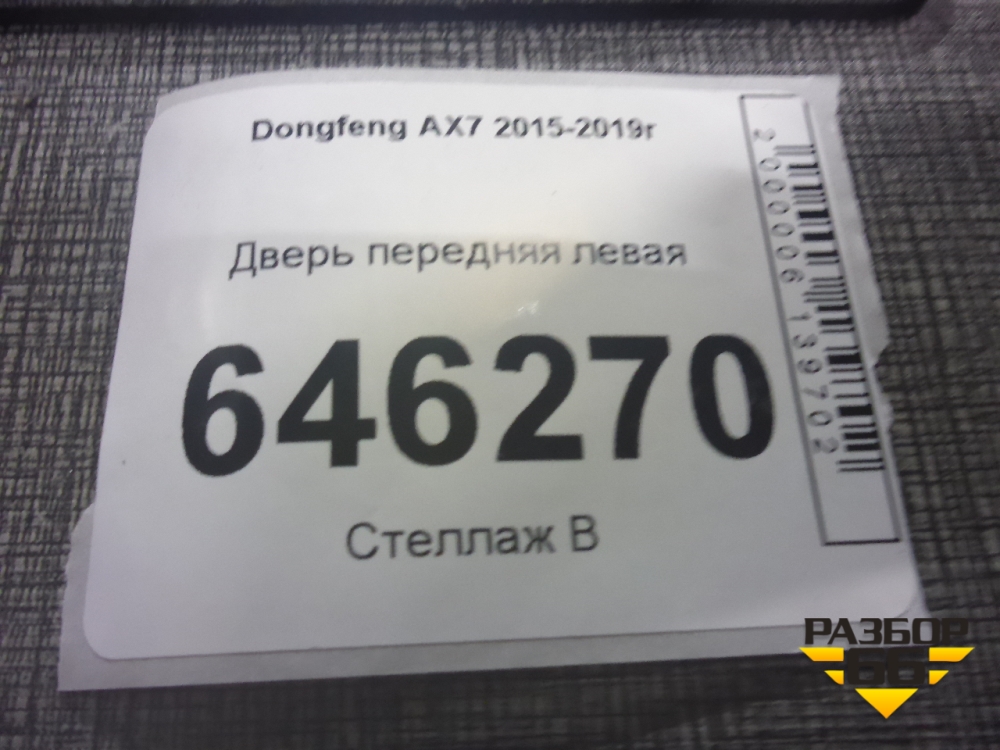 Dongfeng AX7 2015-2019г
Дверь передняя левая
646270
Стеллаж В
2000006139702
РАЗБОР
66